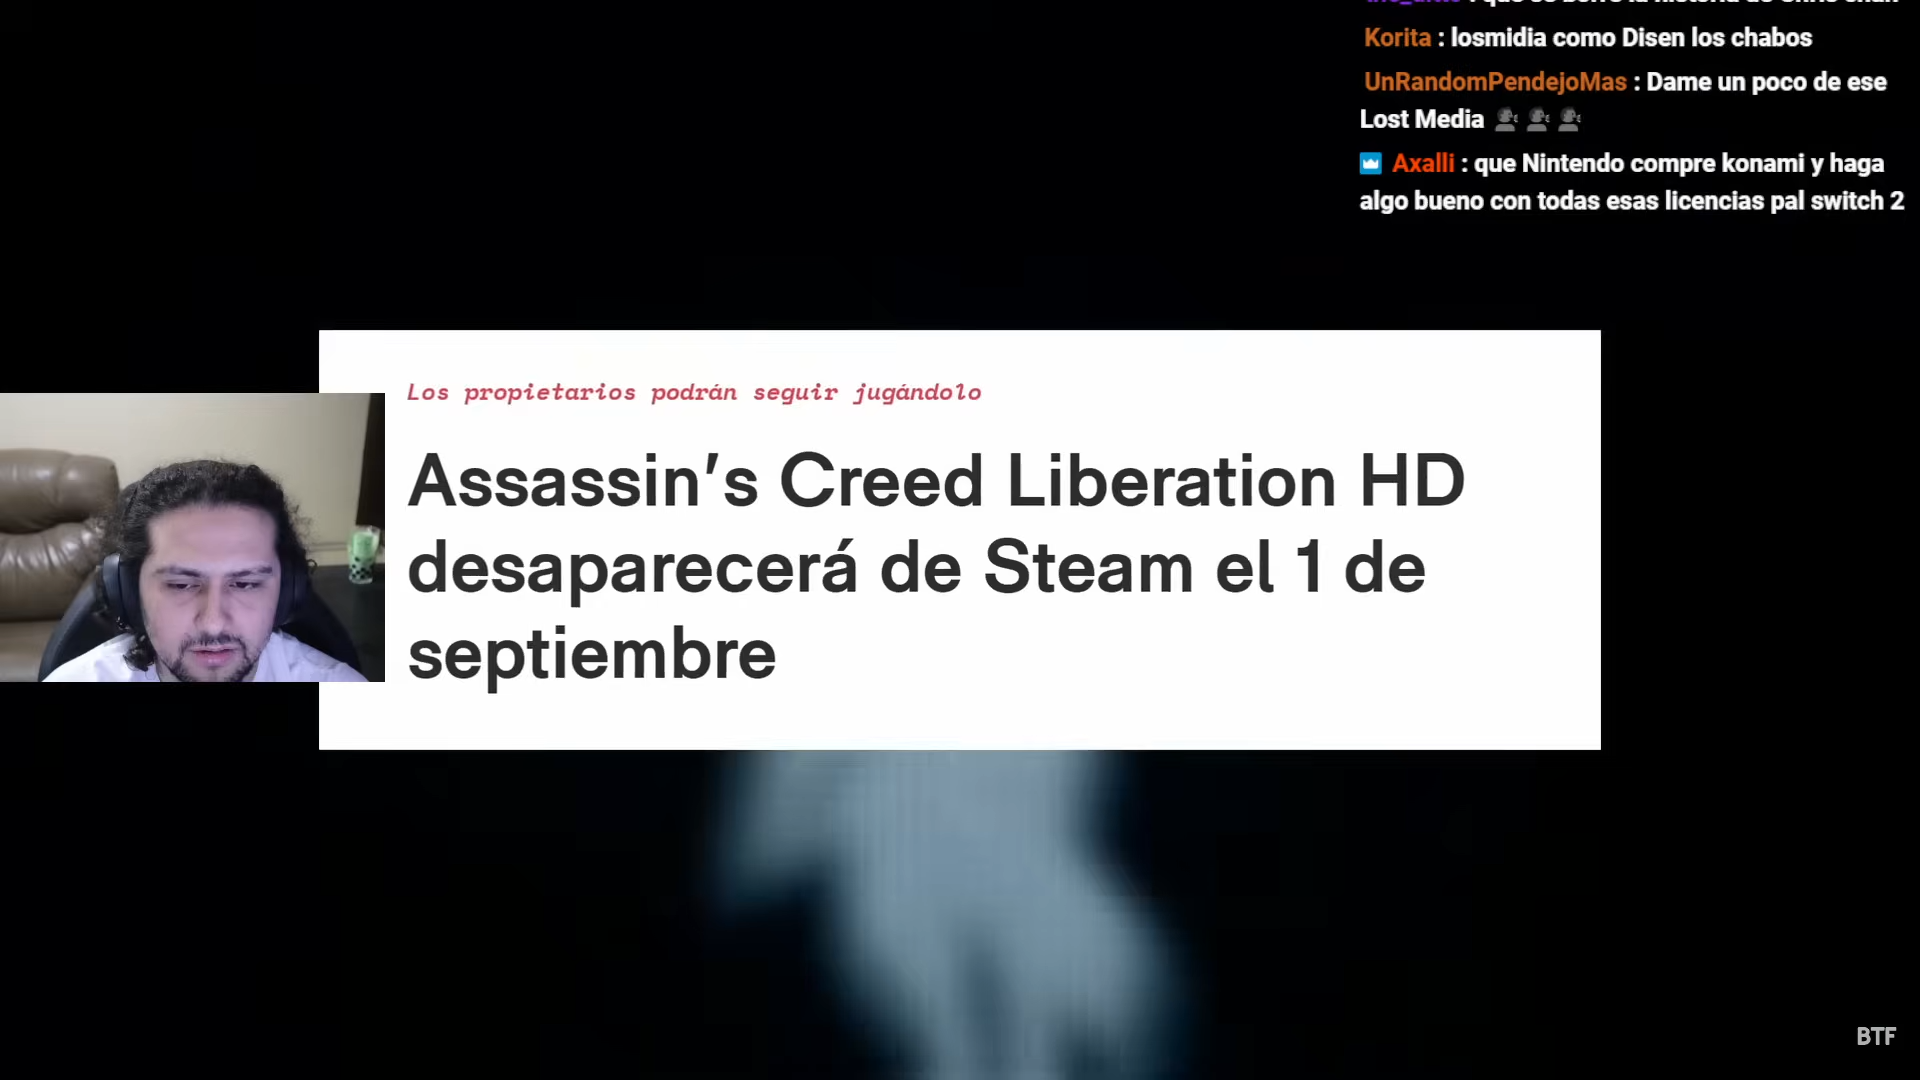 Korita : losmidia como Disen los chabos
UnRandomPendejoMas : Dame un poco de ese
Lost Media
Axalli : que Nintendo compre konami y haga
algo bueno con todas esas licencias pal switch 2
Los propietarios podrán seguir jugándolo
Assassin’s Creed Liberation HD
desaparecerá de Steam el 1 de
septiembre
BTF